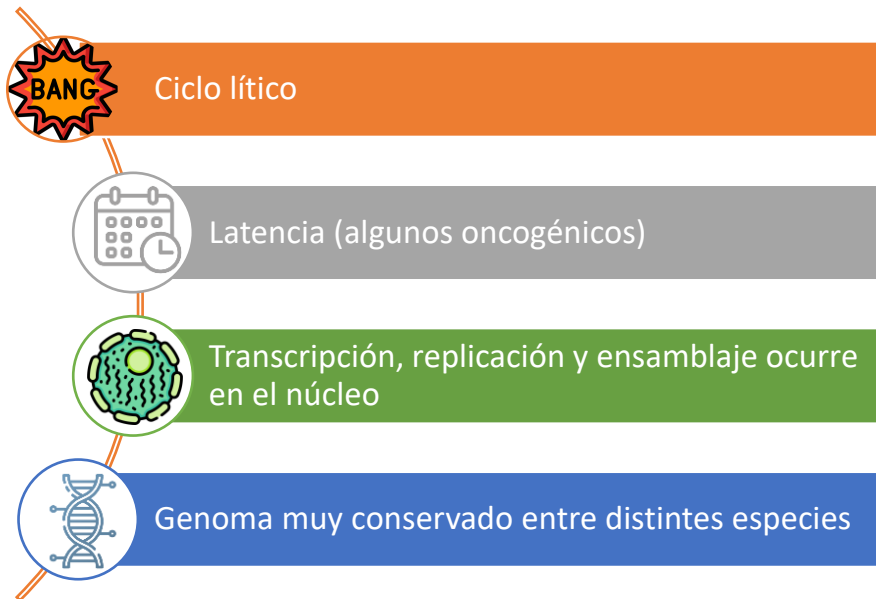 BANG
Ciclo lítico
Latencia (algunos oncogénicos)
Transcripción, replicación y ensamblaje ocurre
en el núcleo
Genoma muy conservado entre distintes especies